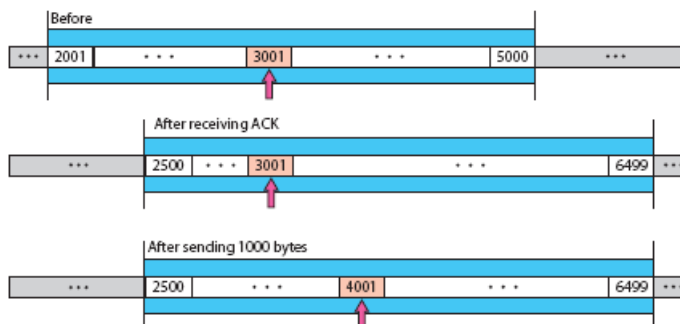 Before
••• 2001 • • • 3001 • • • 5000 •••
After receiving ACK
••• 2500 • • • 3001 • • • 6499 •••
After sending 1000 bytes
••• 2500 • • • 4001 • • • 6499 •••